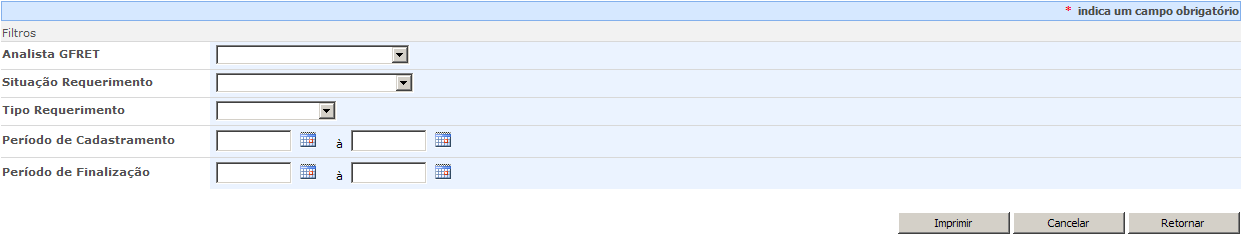 * indica um campo obrigatório
Filtros
Analista GFRET
Situação Requerimento
Tipo Requerimento
Período de Cadastramento à
Período de Finalização à
Imprimir Cancelar Retornar